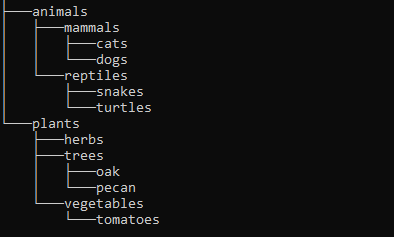 animals
mammals
cats
dogs
reptiles
snakes
turtles
plants
herbs
trees
oak
pecan
vegetables
tomatoes